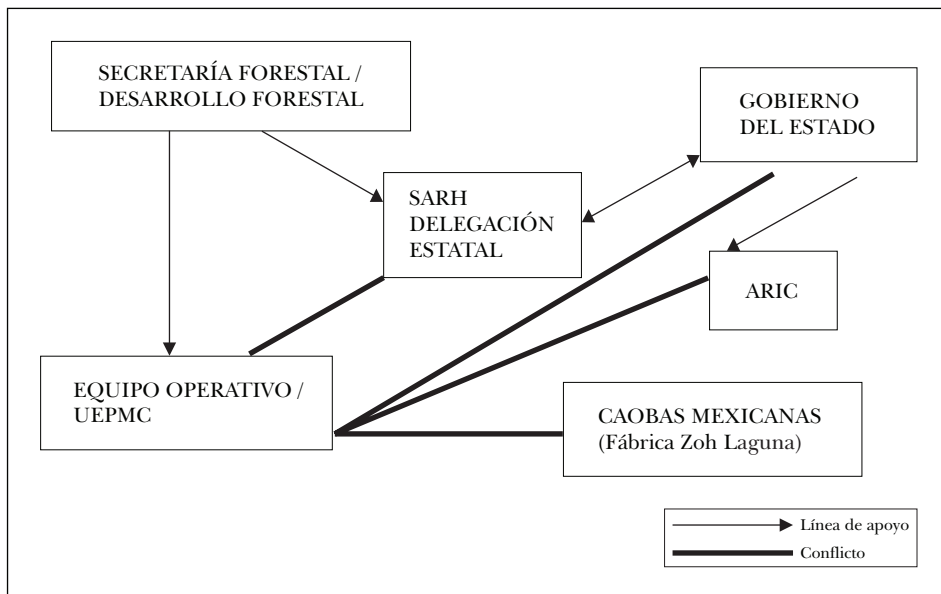 SECRETARÍA FORESTAL /
DESARROLLO FORESTAL
GOBIERNO
DEL ESTADO
SARH
DELEGACIÓN
ESTATAL
ARIC
EQUIPO OPERATIVO /
UEPMC
CAOBAS MEXICANAS
(Fábrica Zoh Laguna)
Línea de apoyo
Conflicto